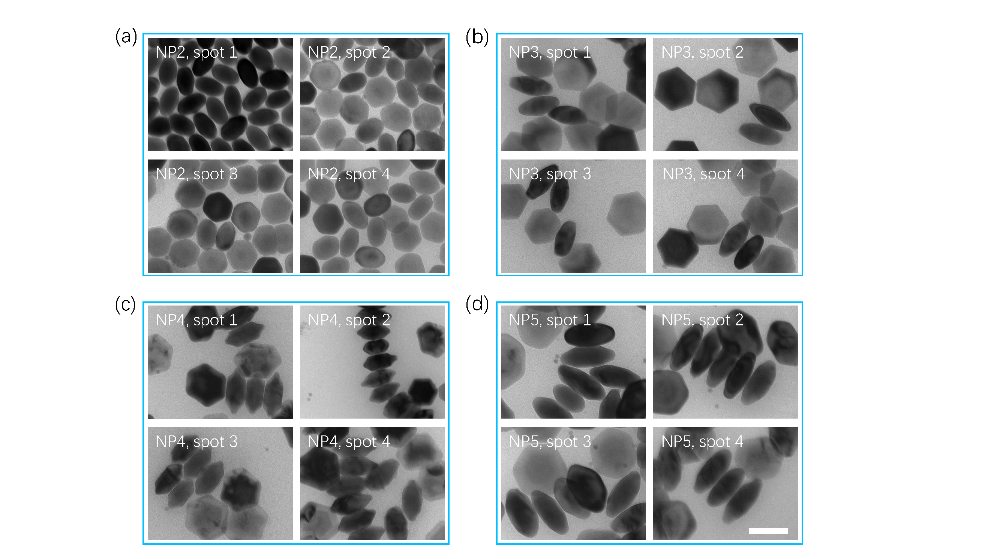 (a)
NP2, spot 1
NP2, spot 2
NP2, spot 3
NP2, spot 4
(b)
NP3, spot 1
NP3, spot 2
NP3, spot 3
NP3, spot 4
(c)
NP4, spot 1
NP4, spot 2
NP4, spot 3
NP4, spot 4
(d)
NP5, spot 1
NP5, spot 2
NP5, spot 3
NP5, spot 4